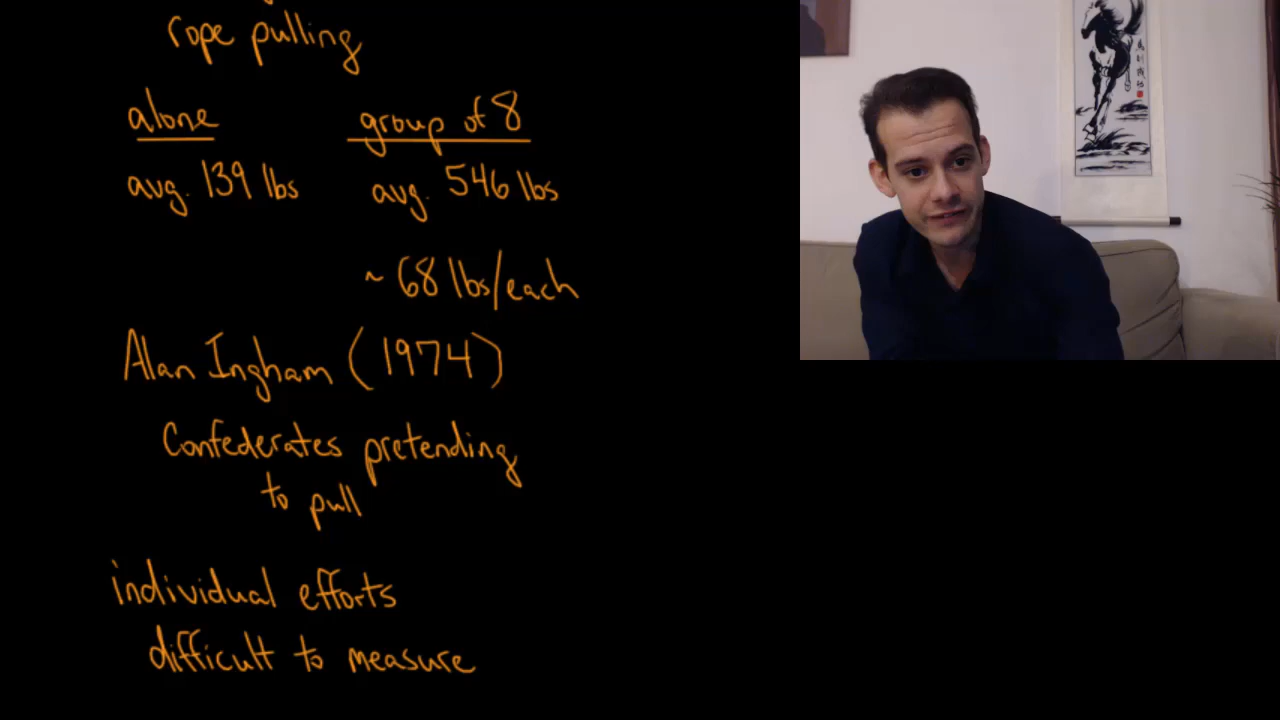 rope pulling
alone
group of 8
avg. 139 lbs
avg. 546 lbs
~ 68 lbs/each
Alan Ingham (1974)
Confederates pretending
to pull
individual efforts
difficult to measure